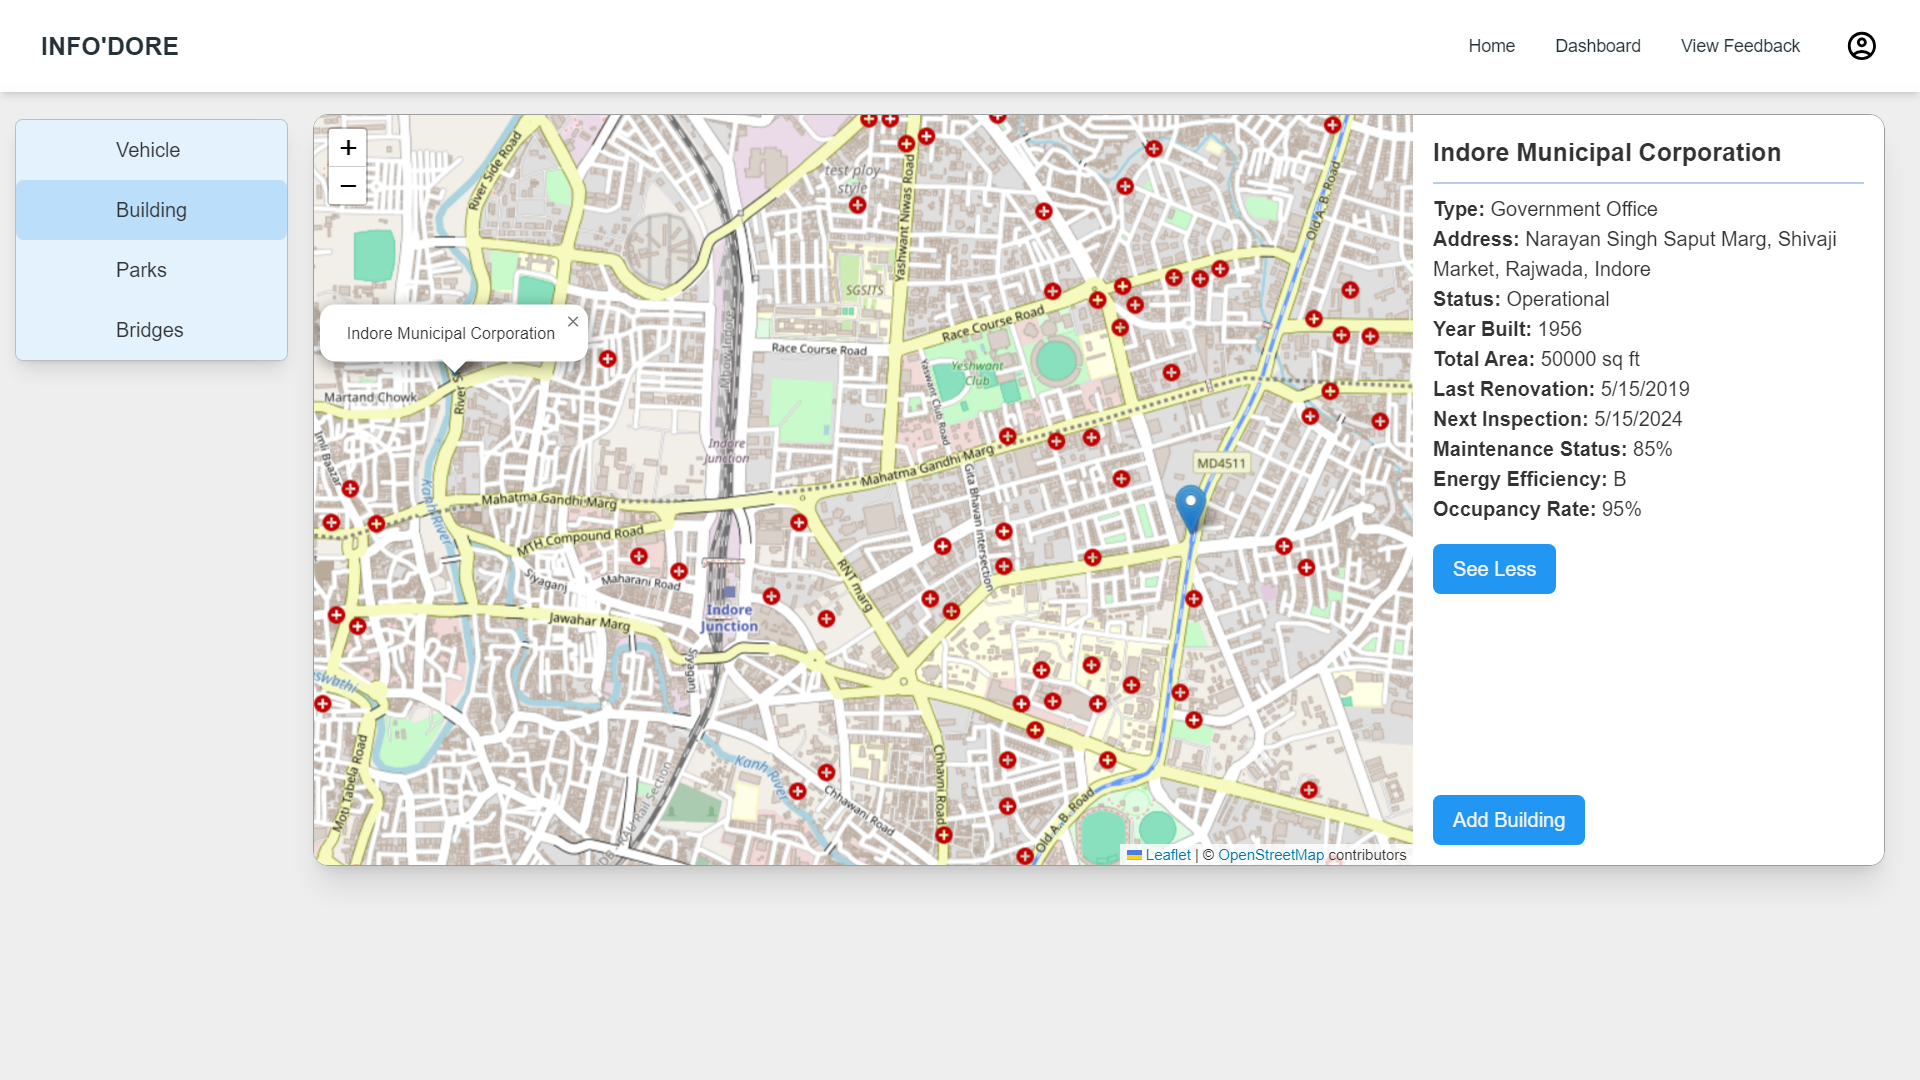 INFO'DORE
Home
Dashboard
View Feedback
Vehicle
Building
Parks
Bridges
+
−
Indore Municipal Corporation
×
River Side Road
test ploy
style
Yashwant Niwas Road
Old A. B. Road
SGSITS
Race Course Road
Race Course Road
Yeshwant
Club
Yaswant Club Road
Martand Chowk
Indore
Junction
Mahatma Gandhi Marg
MD4511
Imli Baazar
Kanh River
Mahatma Gandhi Marg
Gita Bhavan Intersection
MTH Compound Road
Siyaganj
Maharani Road
RNT marg
Indore
Junction
Jawahar Marg
Siyaganj
Moti Tabela Road
Kanh River
Chhawani Road
Chhavni Road
Old A. B. Road
Leaflet | © OpenStreetMap contributors
Indore Municipal Corporation
Type: Government Office
Address: Narayan Singh Saput Marg, Shivaji
Market, Rajwada, Indore
Status: Operational
Year Built: 1956
Total Area: 50000 sq ft
Last Renovation: 5/15/2019
Next Inspection: 5/15/2024
Maintenance Status: 85%
Energy Efficiency: B
Occupancy Rate: 95%
See Less
Add Building